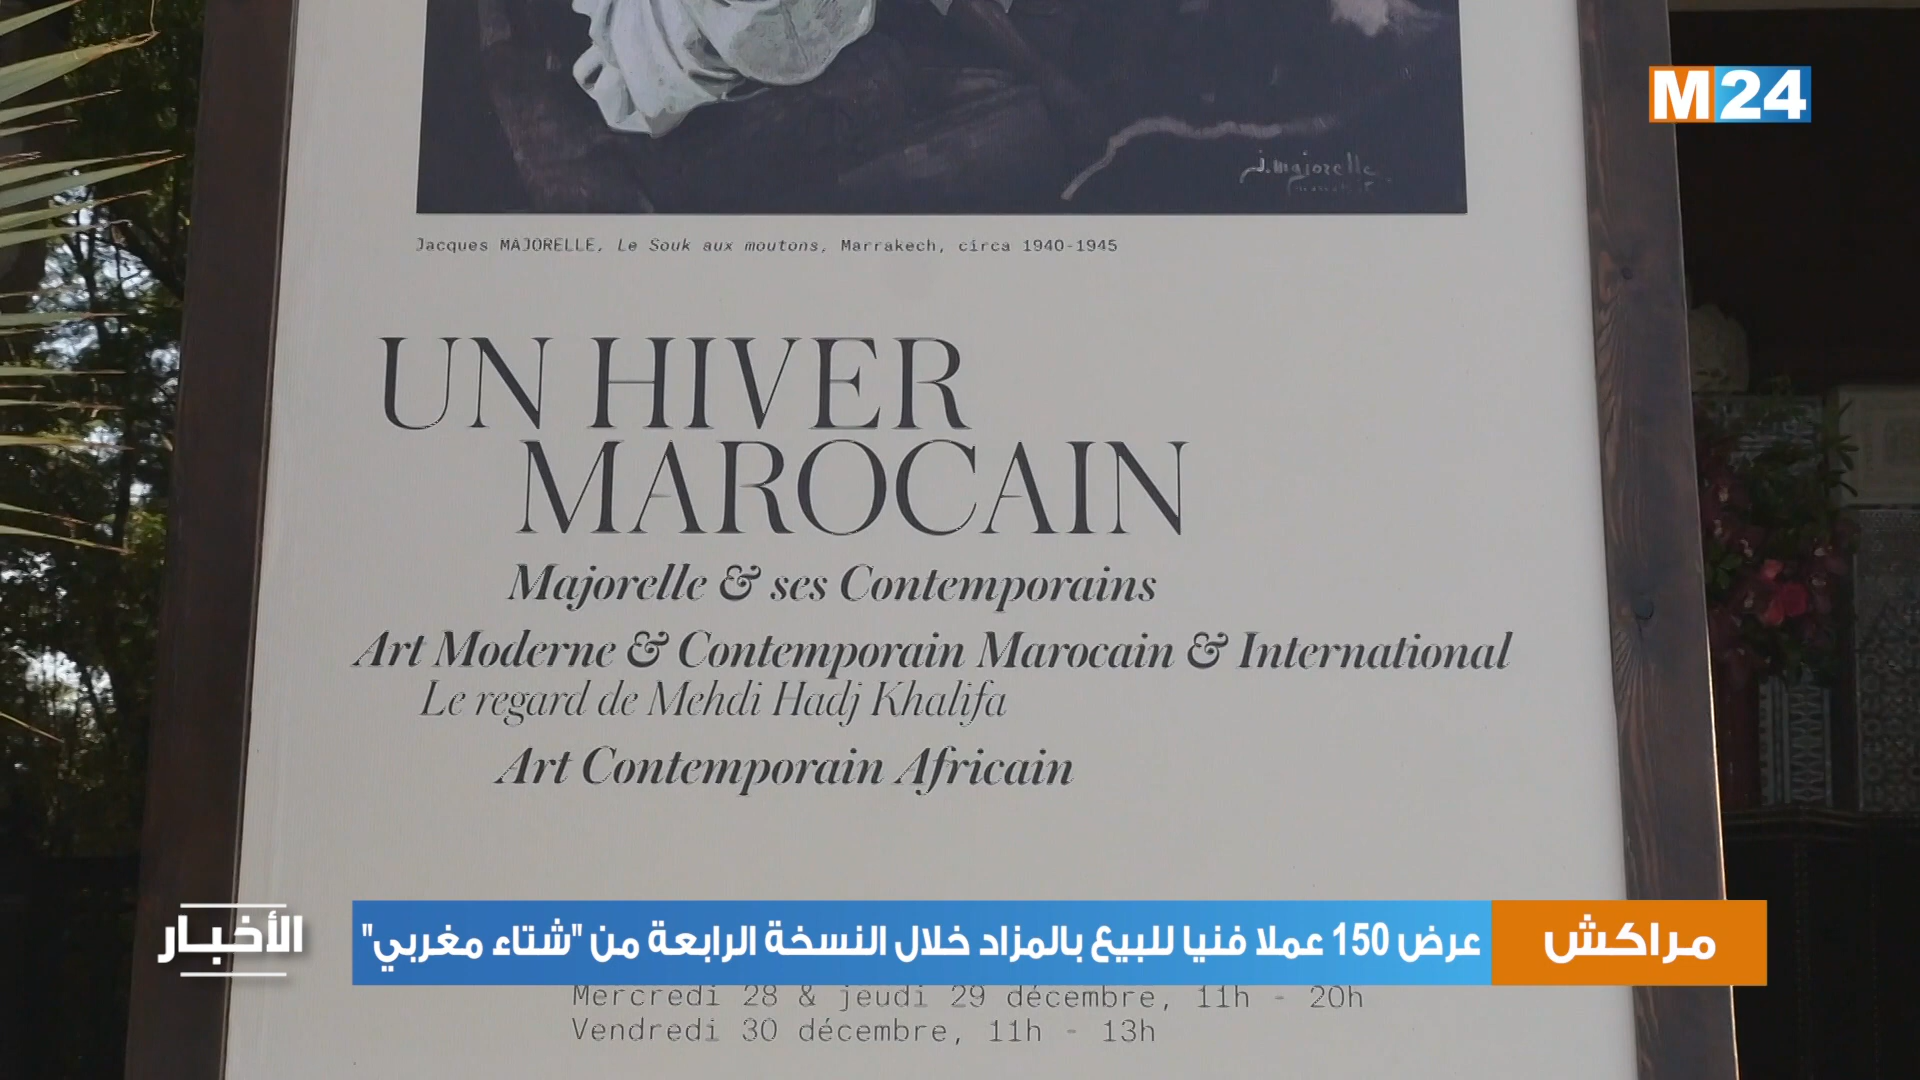 M24
j. majorelle
Jacques MAJORELLE, Le Souk aux moutons, Marrakech, circa 1940-1945
UN HIVER
MAROCAIN
Majorelle & ses Contemporains
Art Moderne & Contemporain Marocain & International
Le regard de Mehdi Hadj Khalifa
Art Contemporain Africain
مراكش
عرض 150 عملا فنيا للبيع بالمزاد خلال النسخة الرابعة من "شتاء مغربي"
الأخبار
Mercredi 28 & jeudi 29 décembre, 11h - 20h
Vendredi 30 décembre, 11h - 13h